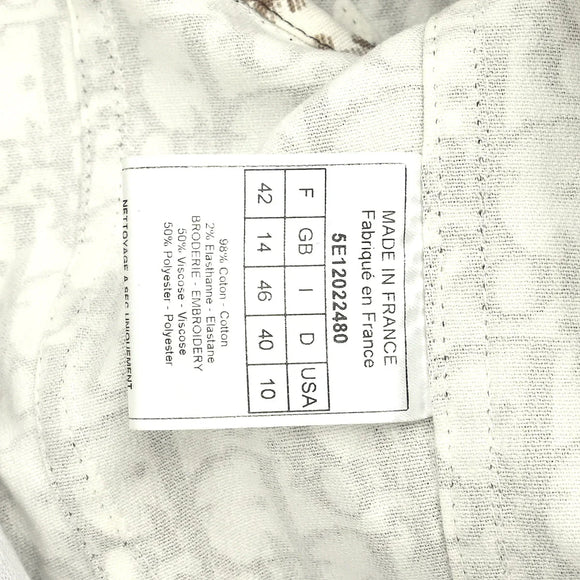 MADE IN FRANCE
Fabriqué en France
5E12022480
F GB I D USA
42 14 46 40 10
98% Coton - Cotton
2% Elasthanne - Elastane
BRODERIE - EMBROIDERY
50% Viscose - Viscose
50% Polyester - Polyester
NETTOYAGE A SEC UNIQUEMENT